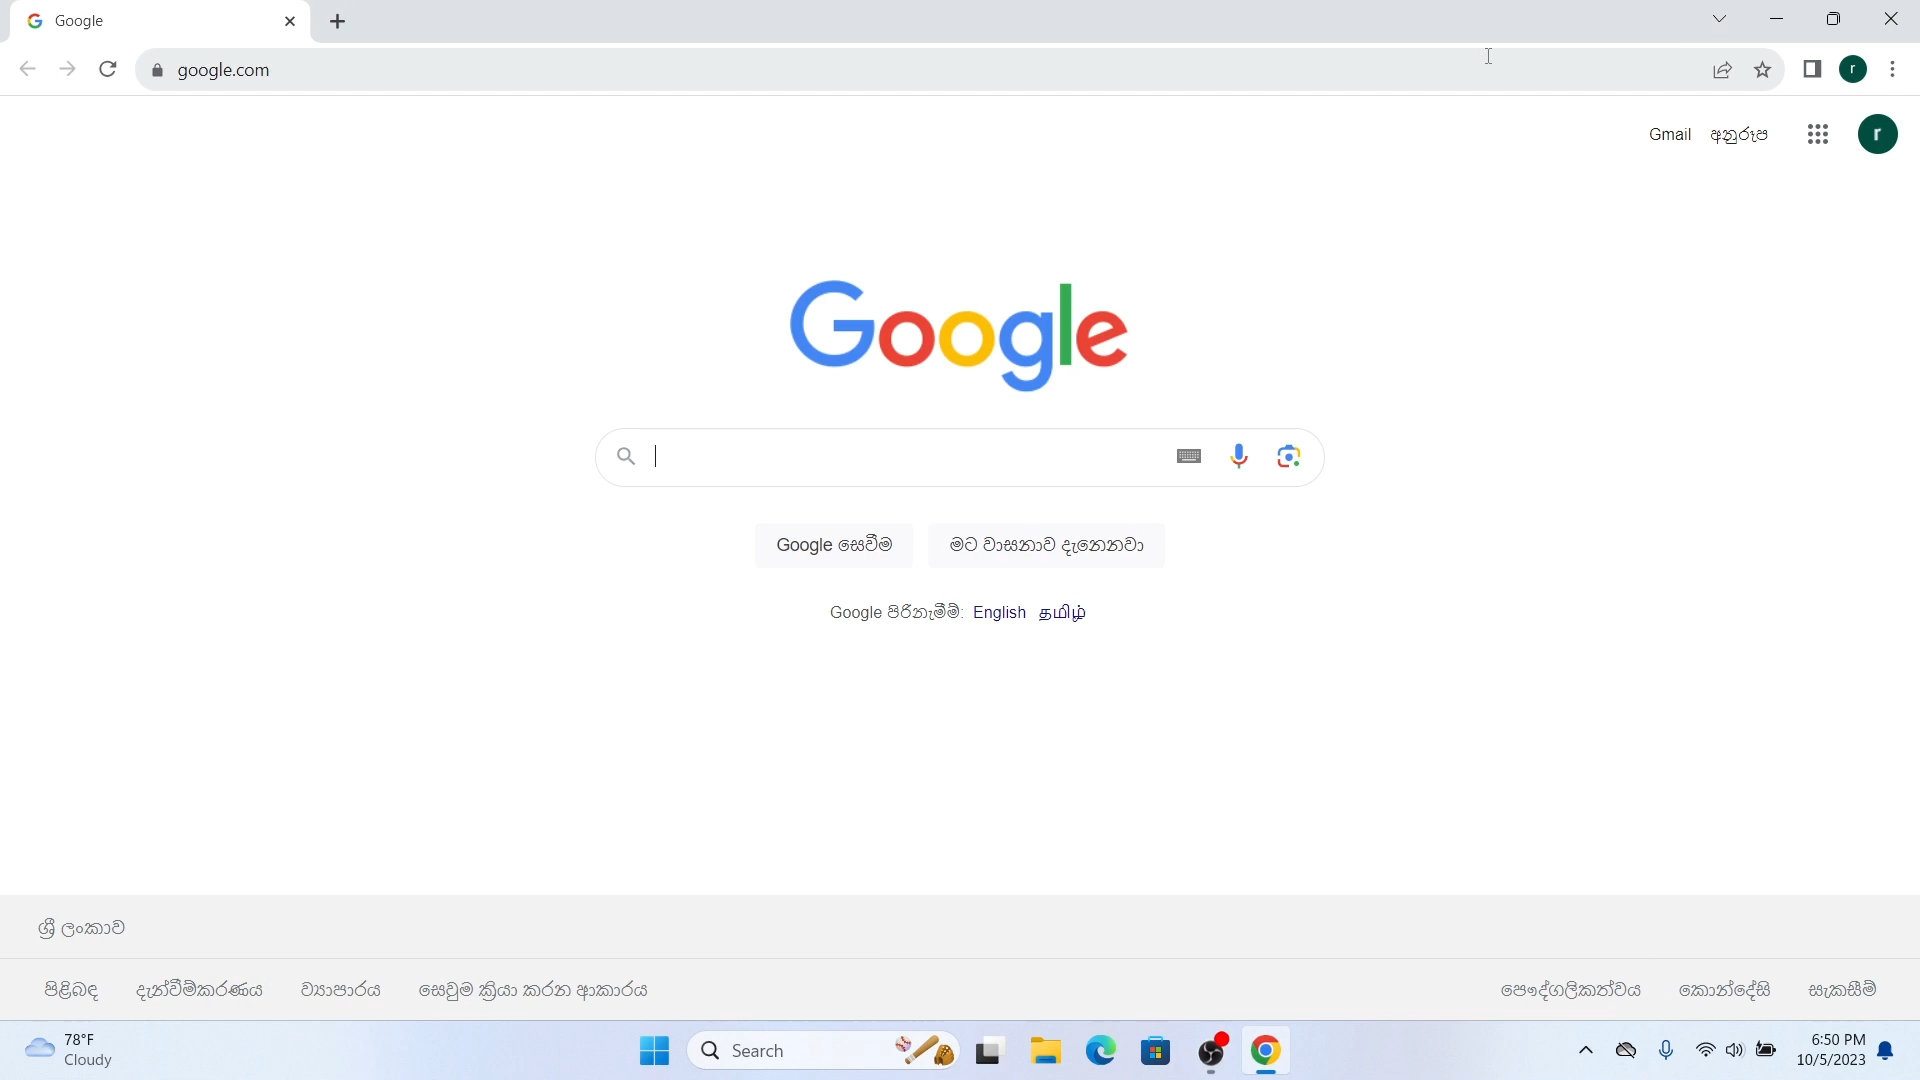 Google
google.com
r
Gmail අනුරූප
r
Google
Google සෙවීම
මට වාසනාව දැනෙනවා
Google පිරිනැමීම්: English தமிழ்
ශ්‍රී ලංකාව
පිළිබඳ දැන්වීම්කරණය ව්‍යාපාරය සෙවුම ක්‍රියා කරන ආකාරය
පෞද්ගලිකත්වය කොන්දේසි සැකසීම්
78°F
Cloudy
Search
6:50 PM
10/5/2023